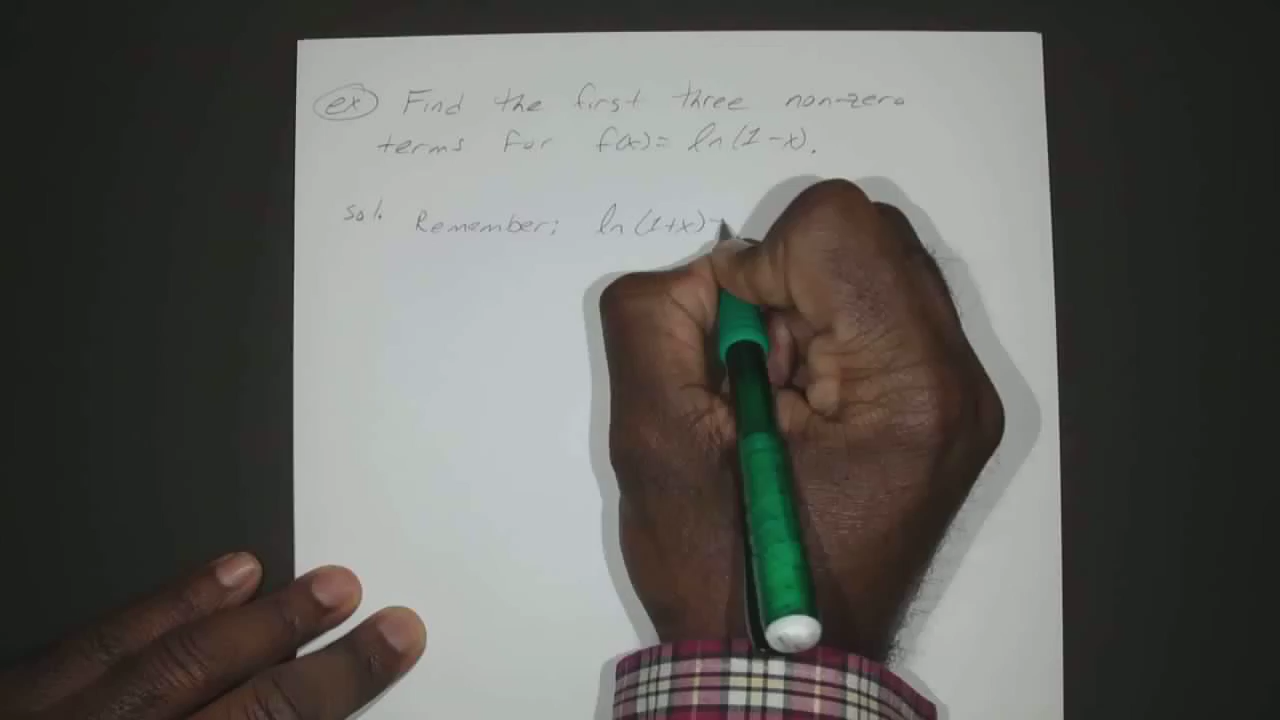 ex Find the first three non-zero
terms for f(x)= ln(1-x).
Sol. Remember: ln(1+x)=